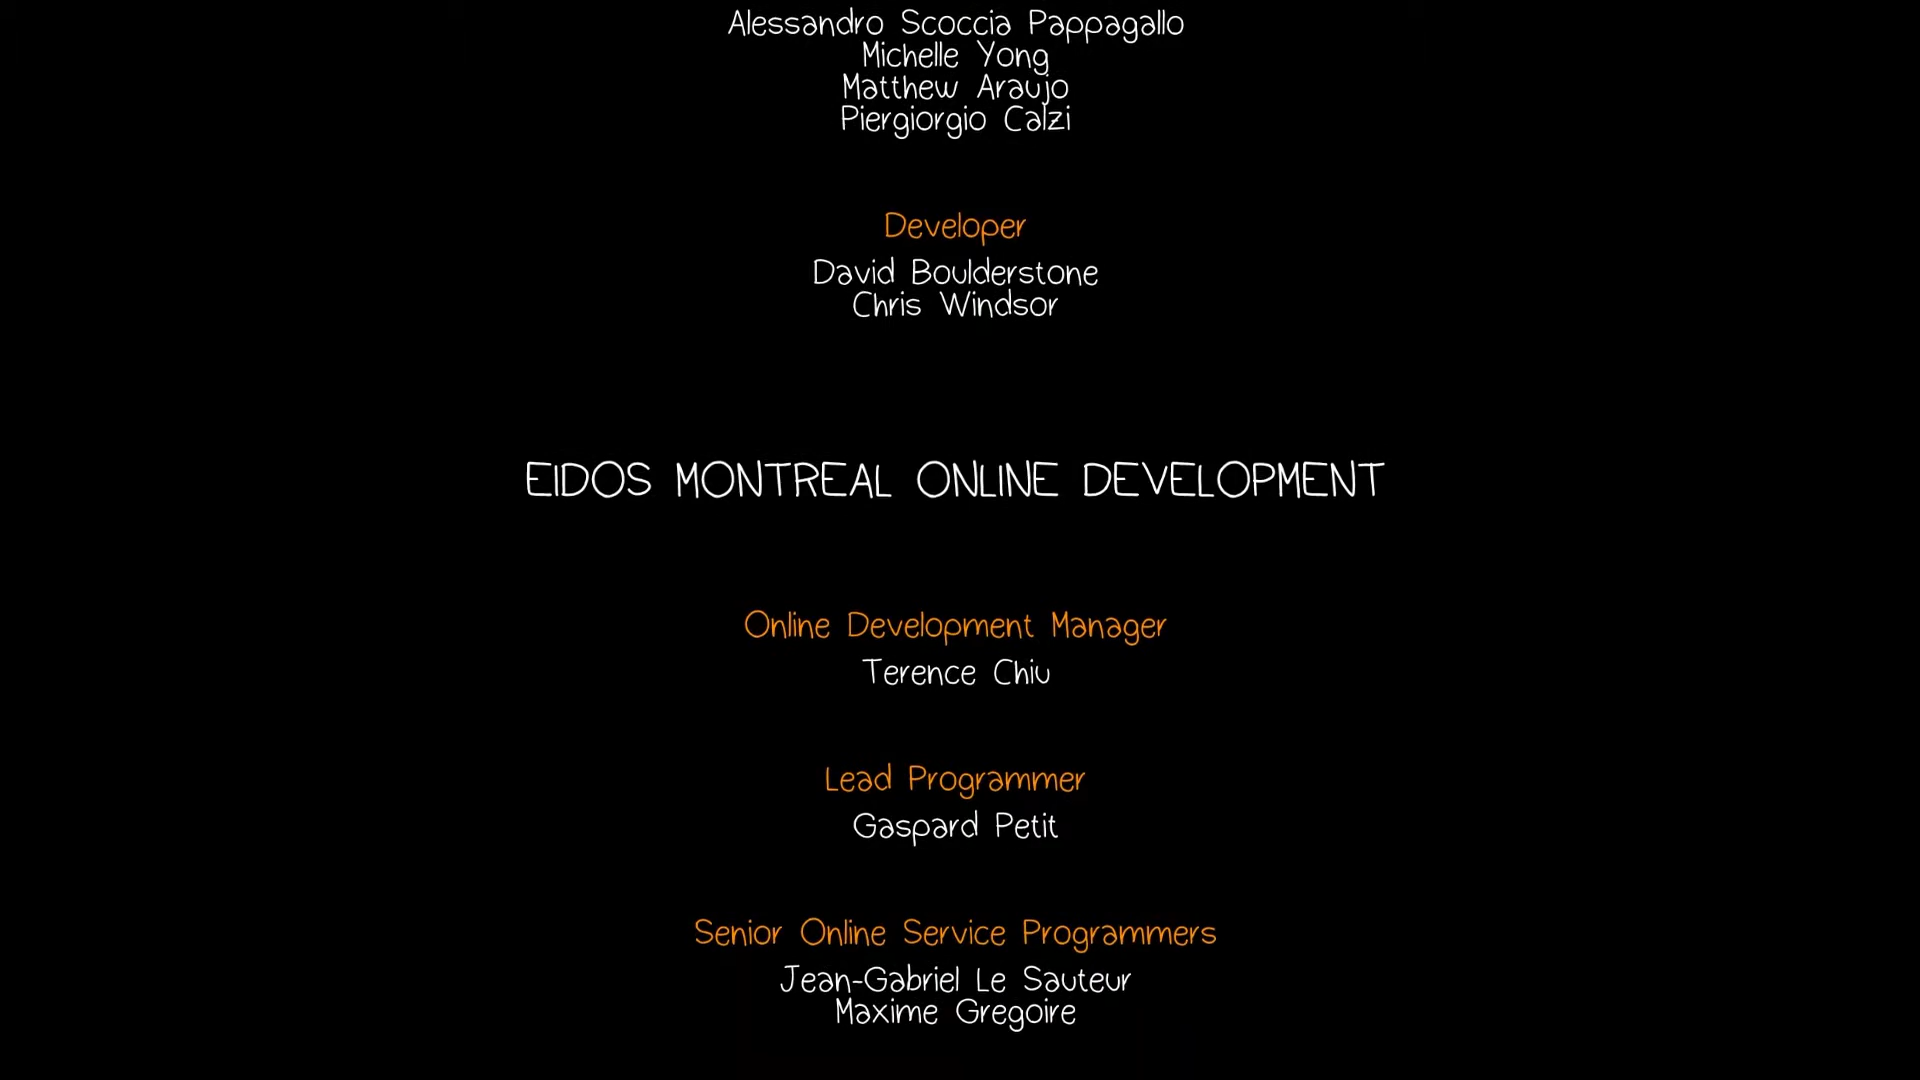 Alessandro Scoccia Pappagallo
Michelle Yong
Matthew Araujo
Piergiorgio Calzi
Developer
David Boulderstone
Chris Windsor
EIDOS MONTREAL ONLINE DEVELOPMENT
Online Development Manager
Terence Chiu
Lead Programmer
Gaspard Petit
Senior Online Service Programmers
Jean-Gabriel Le Sauteur
Maxime Gregoire